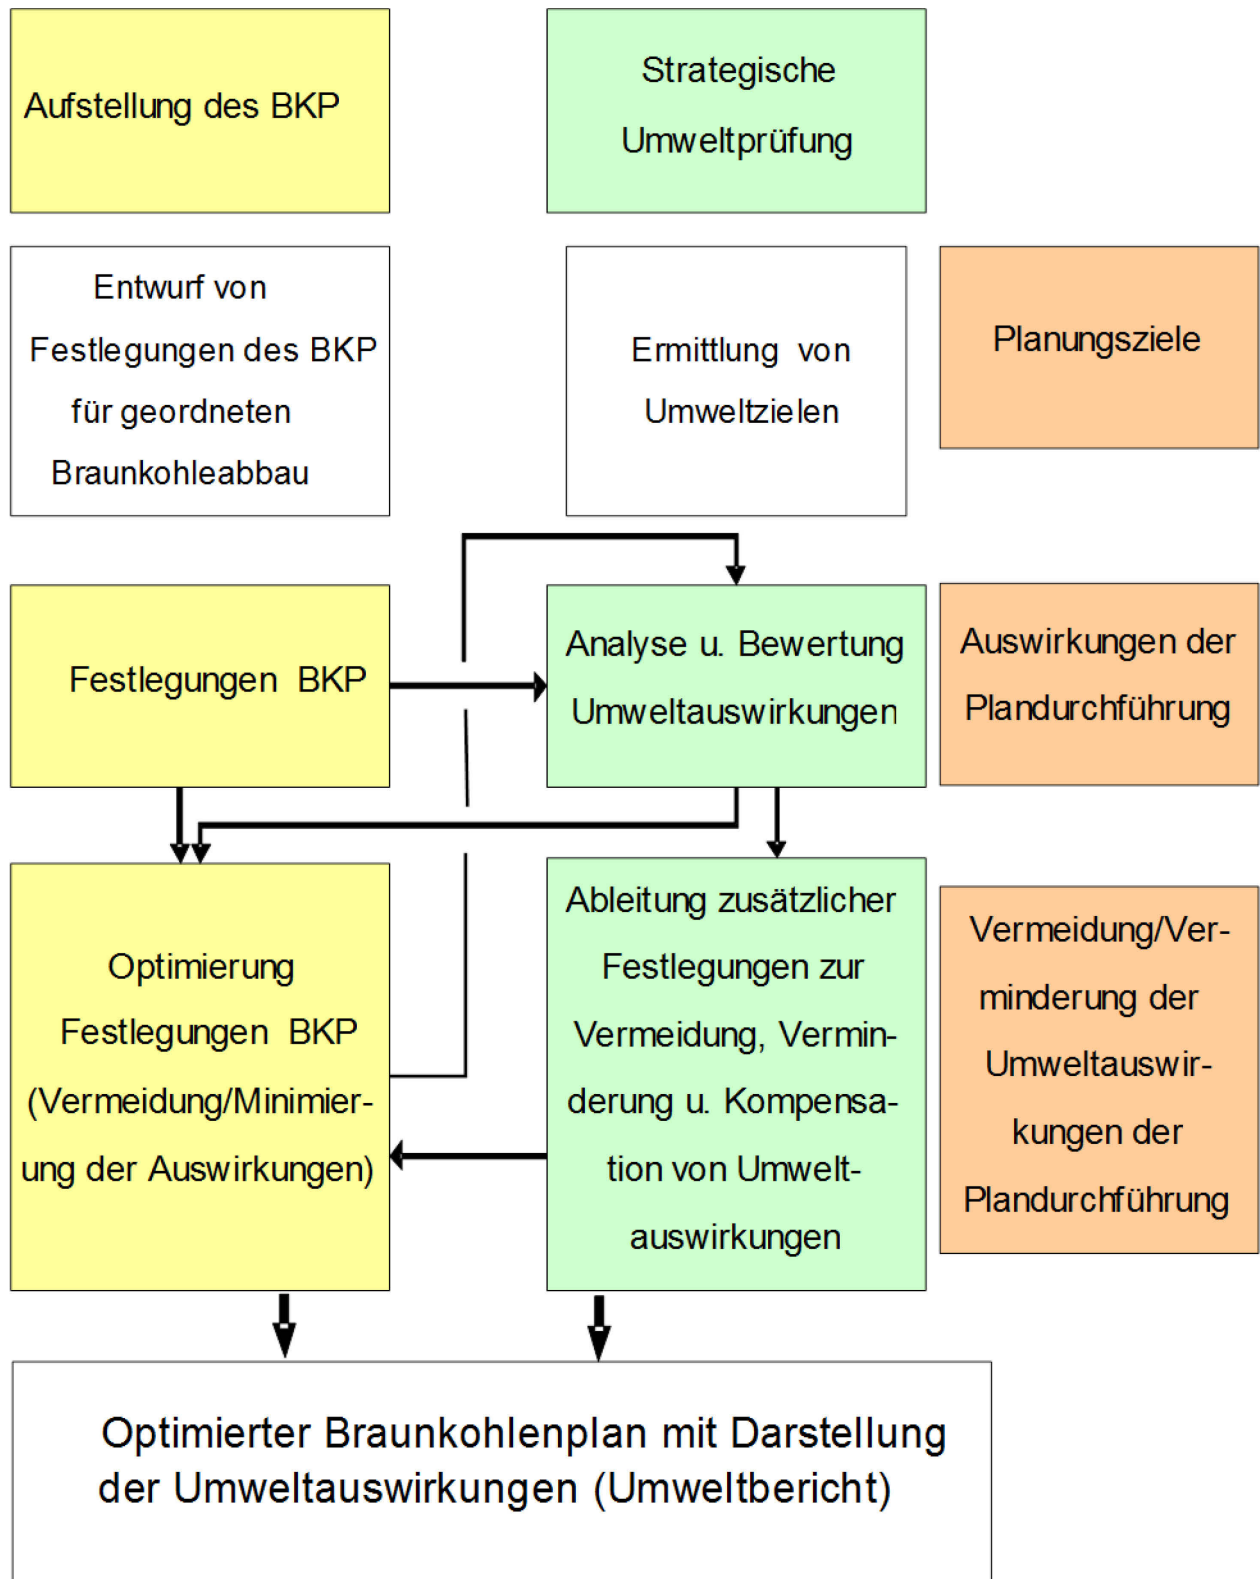 Aufstellung des BKP
Strategische
Umweltprüfung
Entwurf von
Festlegungen des BKP
für geordneten
Braunkohleabbau
Ermittlung von
Umweltzielen
Planungsziele
Festlegungen BKP
Analyse u. Bewertung
Umweltauswirkungen
Auswirkungen der
Plandurchführung
Optimierung
Festlegungen BKP
(Vermeidung/Minimier-
ung der Auswirkungen)
Ableitung zusätzlicher
Festlegungen zur
Vermeidung, Vermin-
derung u. Kompensa-
tion von Umwelt-
auswirkungen
Vermeidung/Ver-
minderung der
Umweltauswir-
kungen der
Plandurchführung
Optimierter Braunkohlenplan mit Darstellung
der Umweltauswirkungen (Umweltbericht)